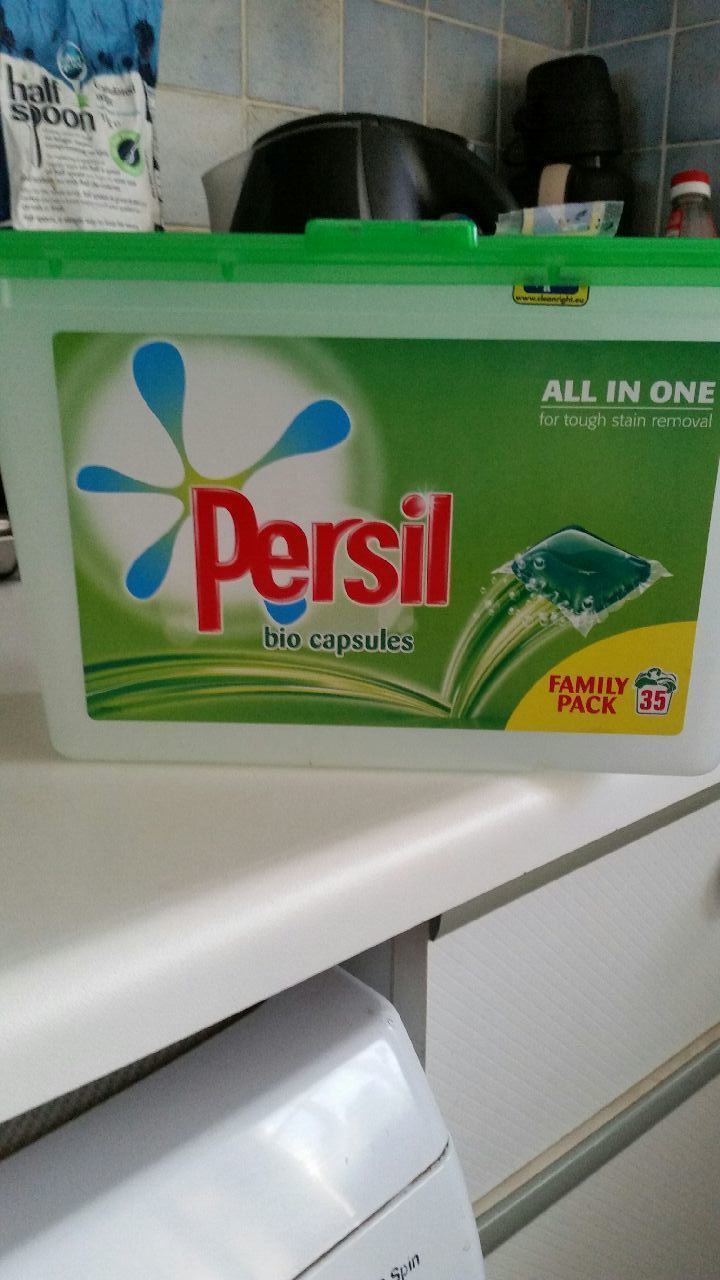 half
spoon
www.cleanright.eu
ALL IN ONE
for tough stain removal
Persil
bio capsules
FAMILY
PACK
35
Spin